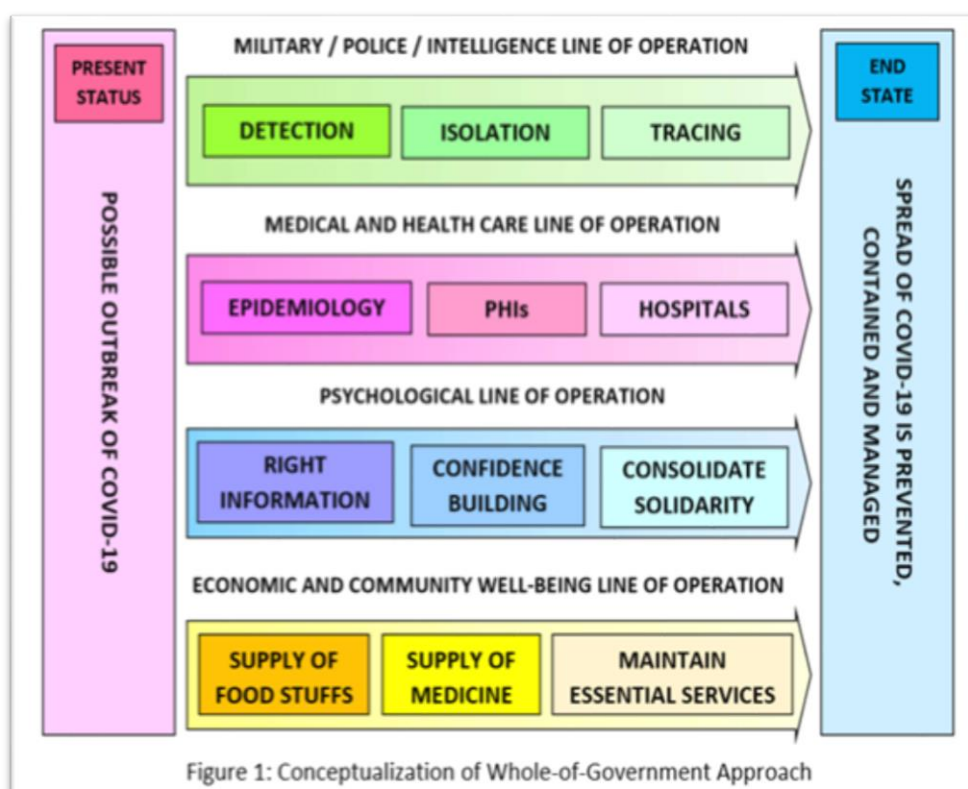 PRESENT
STATUS
POSSIBLE OUTBREAK OF COVID-19
MILITARY / POLICE / INTELLIGENCE LINE OF OPERATION
DETECTION
ISOLATION
TRACING
MEDICAL AND HEALTH CARE LINE OF OPERATION
EPIDEMIOLOGY
PHIs
HOSPITALS
PSYCHOLOGICAL LINE OF OPERATION
RIGHT
INFORMATION
CONFIDENCE
BUILDING
CONSOLIDATE
SOLIDARITY
ECONOMIC AND COMMUNITY WELL-BEING LINE OF OPERATION
SUPPLY OF
FOOD STUFFS
SUPPLY OF
MEDICINE
MAINTAIN
ESSENTIAL SERVICES
END
STATE
SPREAD OF COVID-19 IS PREVENTED,
CONTAINED AND MANAGED
Figure 1: Conceptualization of Whole-of-Government Approach